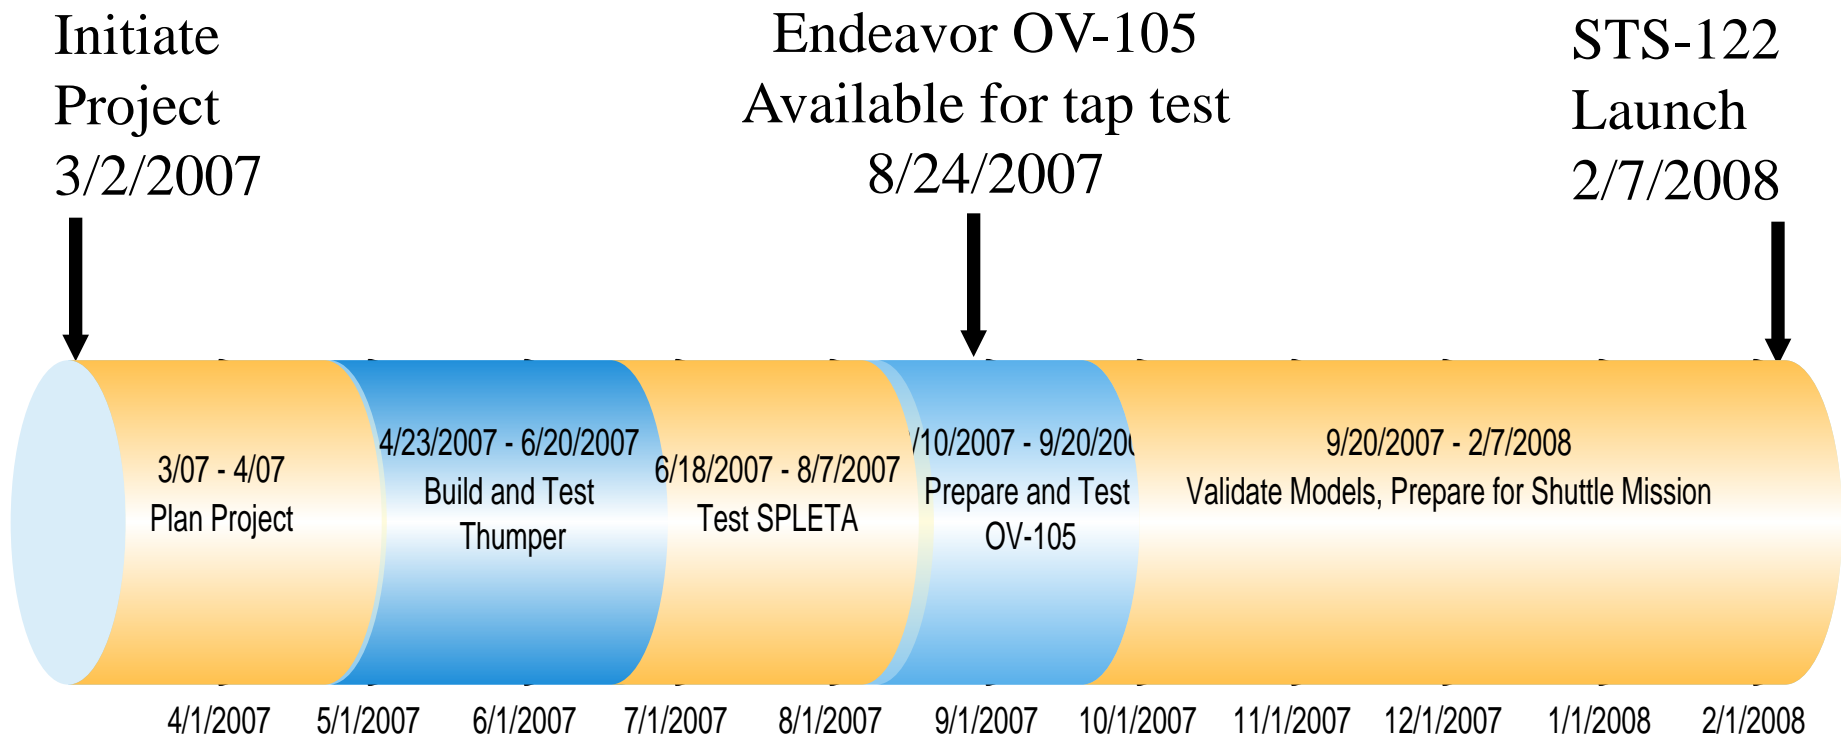 Initiate
Project
3/2/2007
Endeavor OV-105
Available for tap test
8/24/2007
STS-122
Launch
2/7/2008
3/07 - 4/07
Plan Project
4/23/2007 - 6/20/2007
Build and Test
Thumper
6/18/2007 - 8/7/2007
Test SPLETA
/10/2007 - 9/20/200
Prepare and Test
OV-105
9/20/2007 - 2/7/2008
Validate Models, Prepare for Shuttle Mission
4/1/2007 5/1/2007 6/1/2007 7/1/2007 8/1/2007 9/1/2007 10/1/2007 11/1/2007 12/1/2007 1/1/2008 2/1/2008